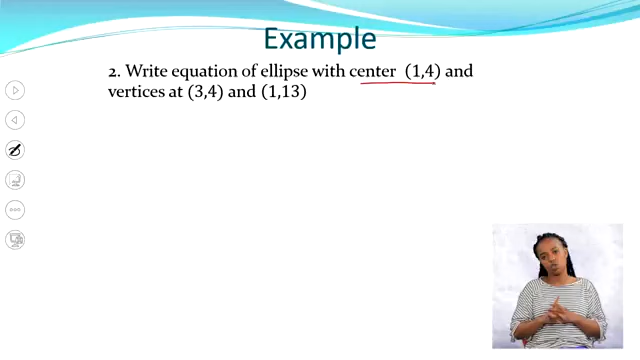 Example
2. Write equation of ellipse with center (1,4) and
vertices at (3,4) and (1,13)